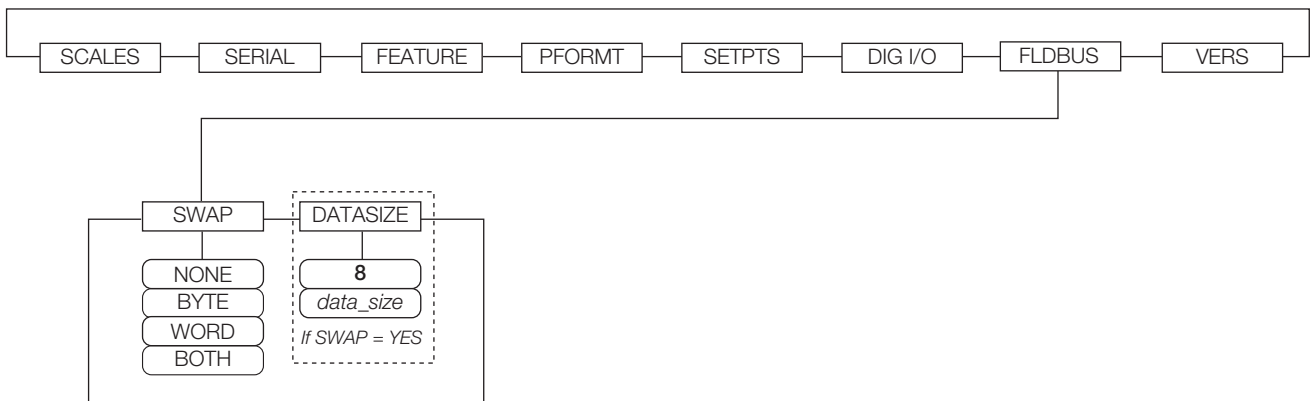 SCALES SERIAL FEATURE PFORMT SETPTS DIG I/O FLDBUS VERS
SWAP DATASIZE
NONE 8
BYTE data_size
WORD If SWAP = YES
BOTH